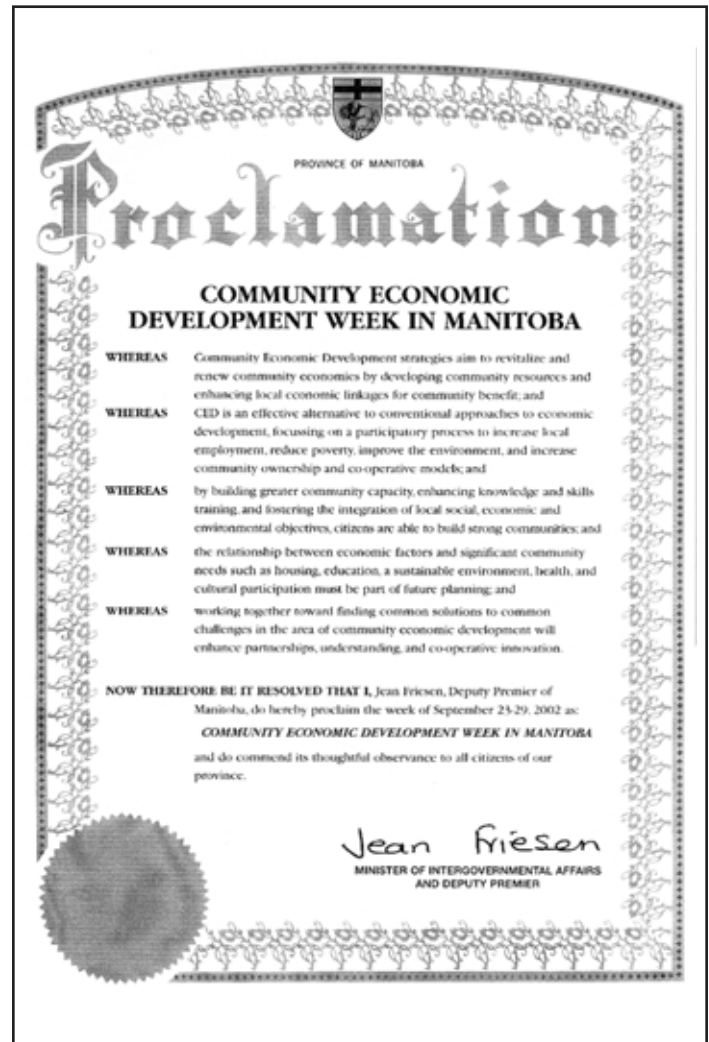 PROVINCE OF MANITOBA
Proclamation
COMMUNITY ECONOMIC
DEVELOPMENT WEEK IN MANITOBA
WHEREAS Community Economic Development strategies aim to revitalize and
renew community economics by developing community resources and
enhancing local economic linkages for community benefit; and
WHEREAS CED is an effective alternative to conventional approaches to economic
development, focussing on a participatory process to increase local
employment, reduce poverty, improve the environment, and increase
community ownership and co-operative models; and
WHEREAS by building greater community capacity, enhancing knowledge and skills
training, and fostering the integration of local social, economic and
environmental objectives, citizens are able to build strong communities; and
WHEREAS the relationship between economic factors and significant community
needs such as housing, education, a sustainable environment, health, and
cultural participation must be part of future planning; and
WHEREAS working together toward finding common solutions to common
challenges in the area of community economic development will
enhance partnerships, understanding, and co-operative innovation.
NOW THEREFORE BE IT RESOLVED THAT I, Jean Friesen, Deputy Premier of
Manitoba, do hereby proclaim the week of September 23-29, 2002 as:
COMMUNITY ECONOMIC DEVELOPMENT WEEK IN MANITOBA
and do commend its thoughtful observance to all citizens of our
province.
Jean Friesen
MINISTER OF INTERGOVERNMENTAL AFFAIRS
AND DEPUTY PREMIER